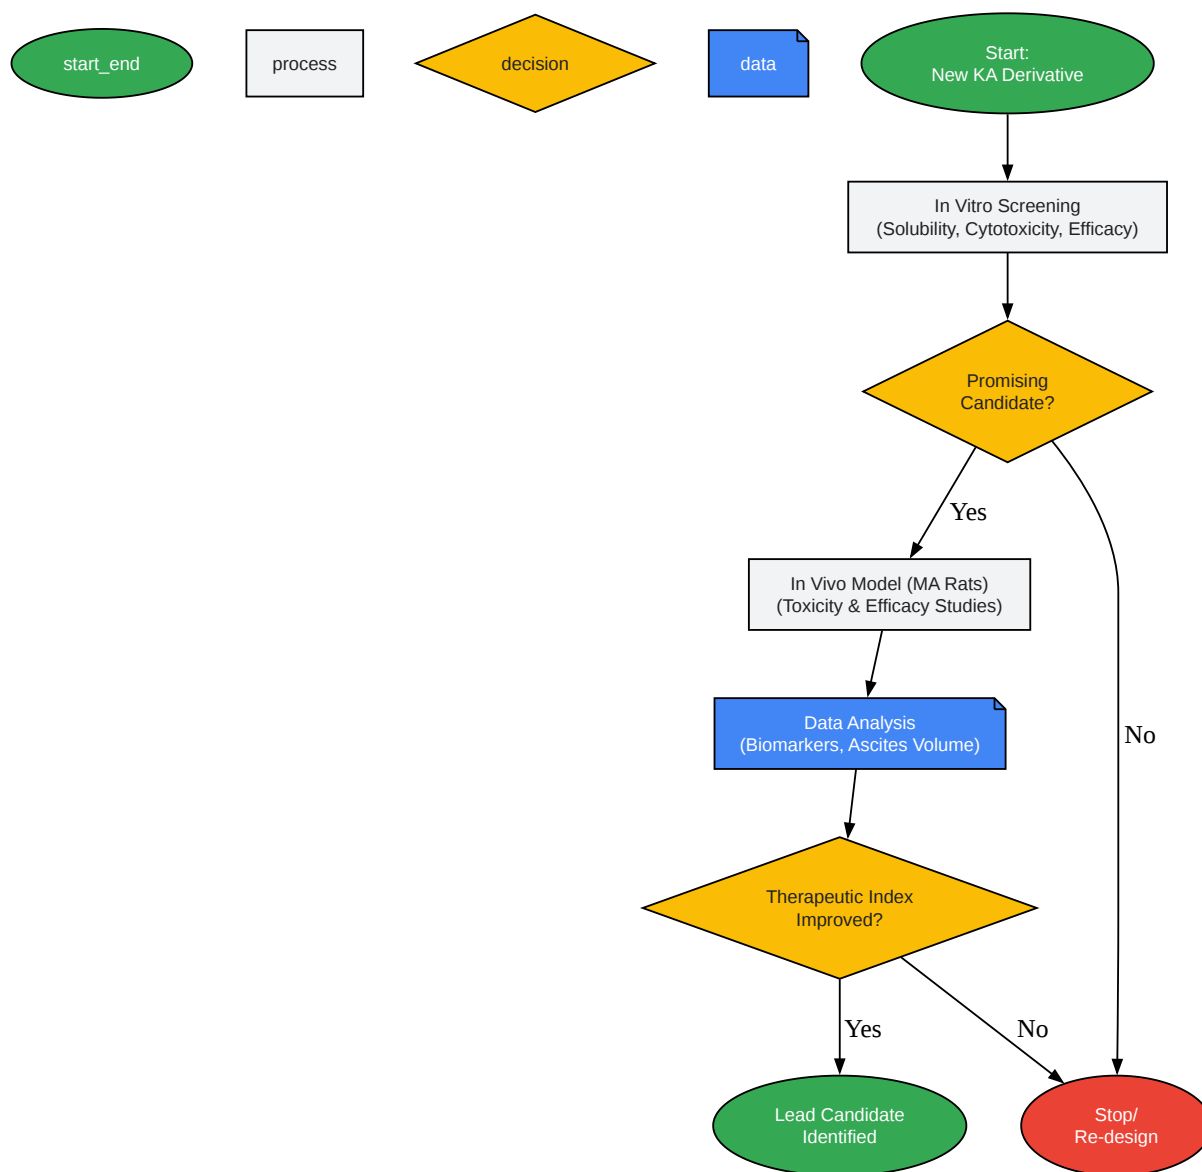 start_end
process
decision
data
Start:
New KA Derivative
In Vitro Screening
(Solubility, Cytotoxicity, Efficacy)
Promising
Candidate?
Yes
In Vivo Model (MA Rats)
(Toxicity & Efficacy Studies)
Data Analysis
(Biomarkers, Ascites Volume)
No
Therapeutic Index
Improved?
Yes
No
Lead Candidate
Identified
Stop/
Re-design